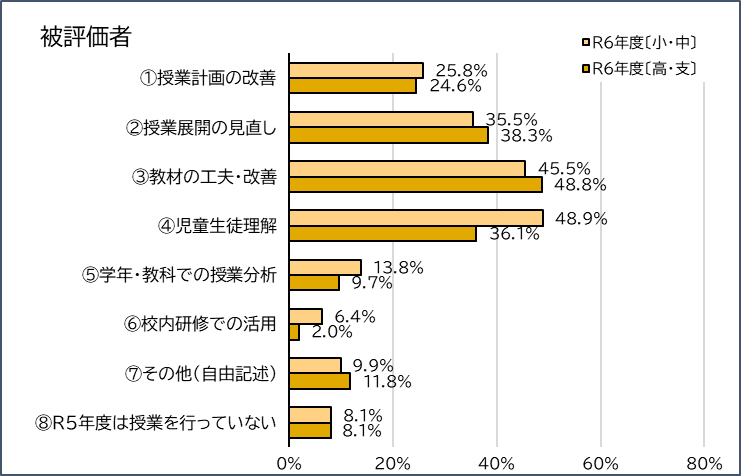 被評価者
R6年度〔小・中〕
R6年度〔高・支〕
①授業計画の改善
25.8%
24.6%
②授業展開の見直し
35.5%
38.3%
③教材の工夫・改善
45.5%
48.8%
④児童生徒理解
48.9%
36.1%
⑤学年・教科での授業分析
13.8%
9.7%
⑥校内研修での活用
6.4%
2.0%
⑦その他（自由記述）
9.9%
11.8%
⑧R5年度は授業を行っていない
8.1%
8.1%
0% 20% 40% 60% 80%